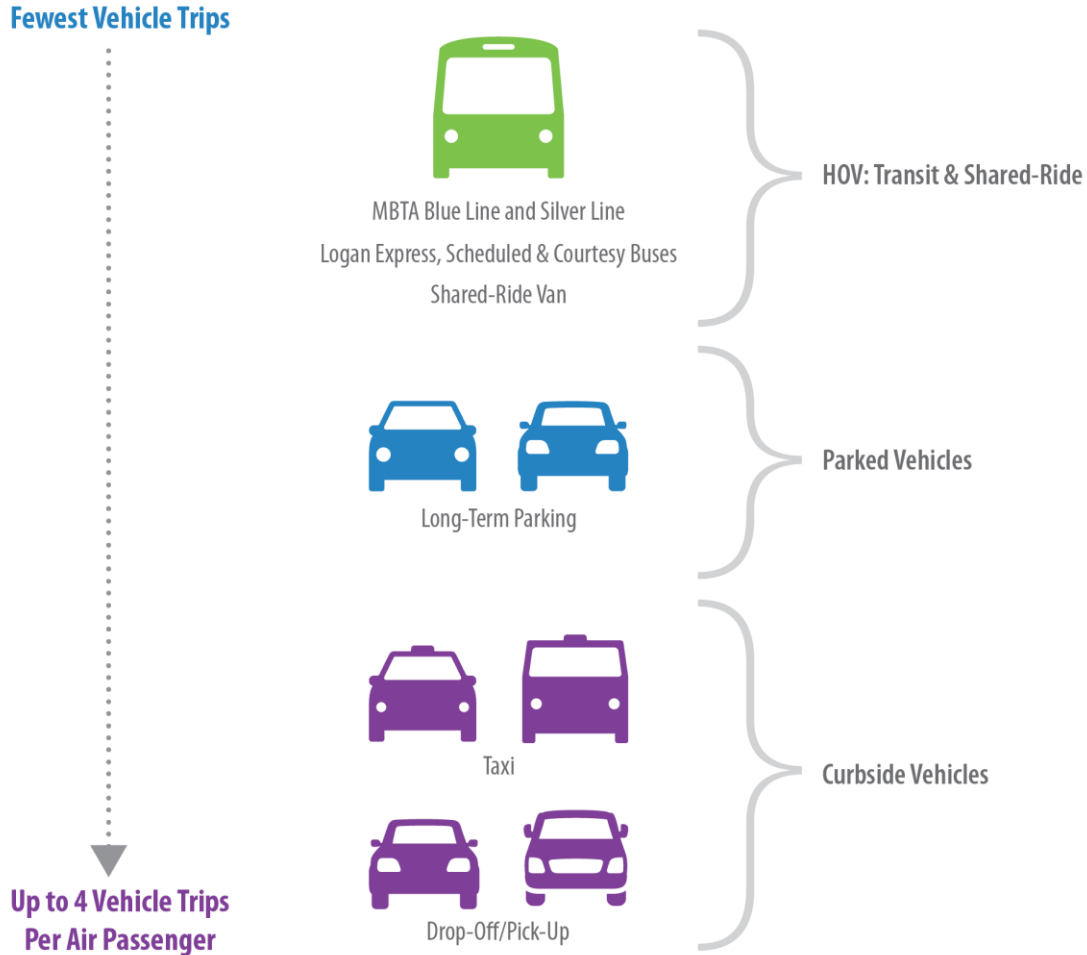 Fewest Vehicle Trips
MBTA Blue Line and Silver Line
Logan Express, Scheduled & Courtesy Buses
Shared-Ride Van
HOV: Transit & Shared-Ride
Long-Term Parking
Parked Vehicles
Taxi
Curbside Vehicles
Drop-Off/Pick-Up
Up to 4 Vehicle Trips
Per Air Passenger